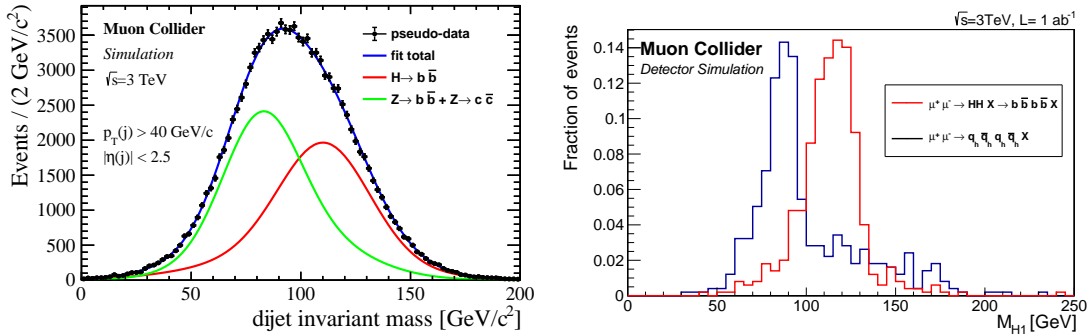 Events / (2 GeV/c²)
3500
3000
2500
2000
1500
1000
500
0
Muon Collider
Simulation
√s=3 TeV
p_T(j) > 40 GeV/c
|η(j)| < 2.5
pseudo-data
fit total
H→ b b̅
Z→ b b̅ + Z→ c c̅
0 50 100 150 200
dijet invariant mass [GeV/c²]
√s=3TeV, L= 1 ab⁻¹
Fraction of events
0.14
0.12
0.1
0.08
0.06
0.04
0.02
0
Muon Collider
Detector Simulation
μ⁺ μ⁻ → HH X → b b̅ b b̅ X
μ⁺ μ⁻ → q_h q̅_h q_h q̅_h X
0 50 100 150 200 250
M_H1 [GeV]